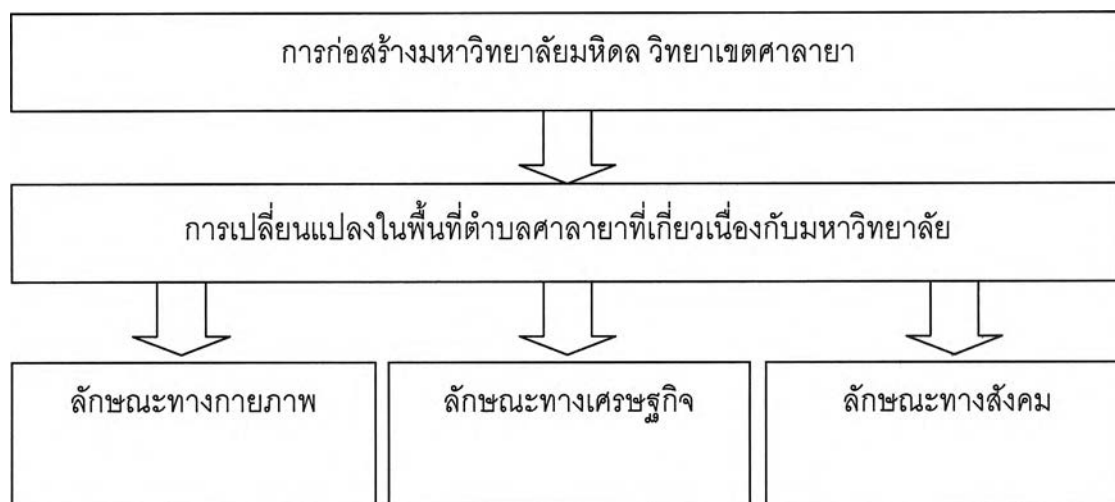 การก่อสร้างมหาวิทยาลัยมหิดล วิทยาเขตศาลายา
การเปลี่ยนแปลงในพื้นที่ตำบลศาลายาที่เกี่ยวเนื่องกับมหาวิทยาลัย
ลักษณะทางกายภาพ
ลักษณะทางเศรษฐกิจ
ลักษณะทางสังคม